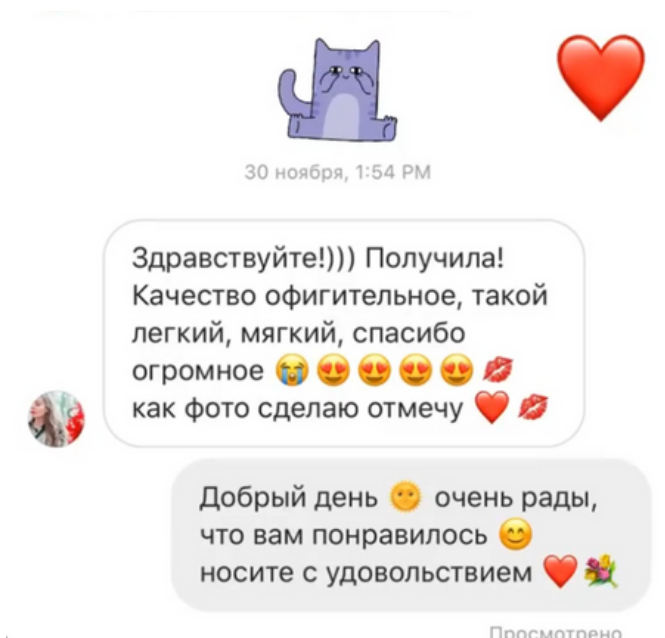 30 ноября, 1:54 PM
Здравствуйте!))) Получила!
Качество офигительное, такой
легкий, мягкий, спасибо
огромное 😭😍😍😍😍💋
как фото сделаю отмечу ❤️💋
Добрый день 🌞 очень рады,
что вам понравилось 😊
носите с удовольствием ❤️💐
Просмотрено